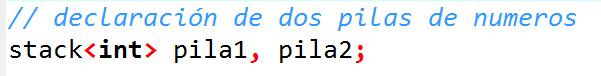 // declaración de dos pilas de numeros
stack<int> pila1, pila2;